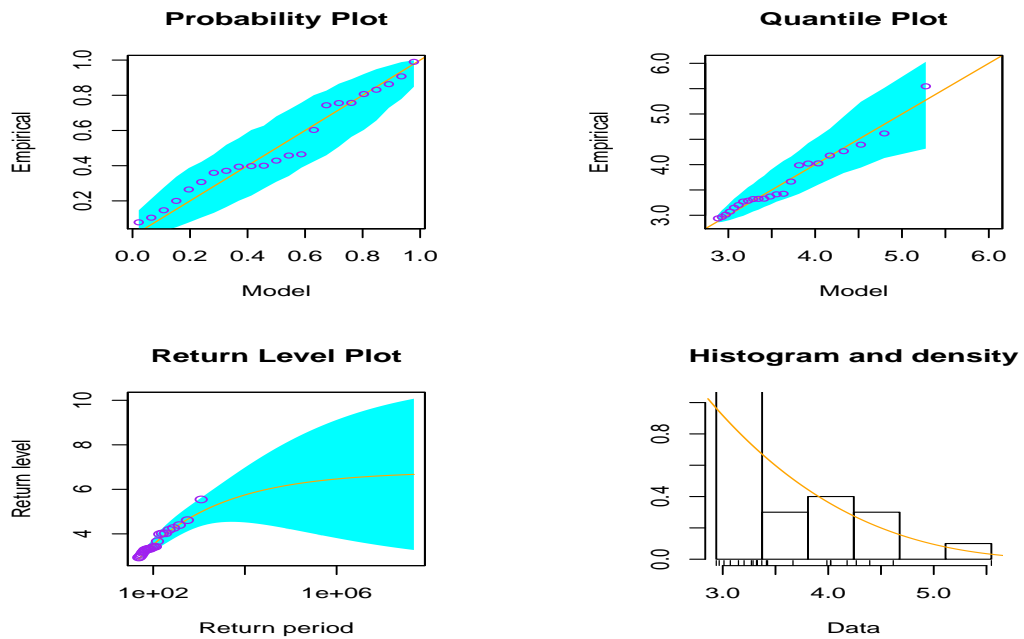 Probability Plot
Empirical
0.2 0.4 0.6 0.8 1.0
0.0 0.2 0.4 0.6 0.8 1.0
Model
Quantile Plot
Empirical
3.0 4.0 5.0 6.0
3.0 4.0 5.0 6.0
Model
Return Level Plot
Return level
4 6 8 10
1e+02 1e+06
Return period
Histogram and density
0.0 0.4 0.8
3.0 4.0 5.0
Data